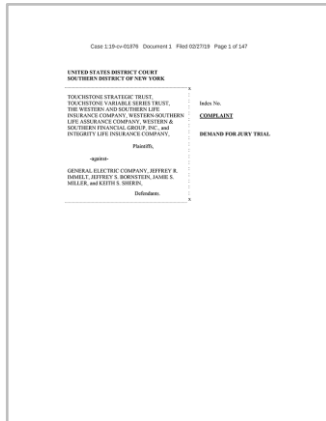 Case 1:19-cv-01876 Document 1 Filed 02/27/19 Page 1 of 147
UNITED STATES DISTRICT COURT
SOUTHERN DISTRICT OF NEW YORK
TOUCHSTONE STRATEGIC TRUST,
TOUCHSTONE VARIABLE SERIES TRUST,
THE WESTERN AND SOUTHERN LIFE
INSURANCE COMPANY, WESTERN-SOUTHERN
LIFE ASSURANCE COMPANY, WESTERN &
SOUTHERN FINANCIAL GROUP, INC., and
INTEGRITY LIFE INSURANCE COMPANY,
Plaintiffs,
-against-
GENERAL ELECTRIC COMPANY, JEFFREY R.
IMMELT, JEFFREY S. BORNSTEIN, JAMIE S.
MILLER, and KEITH S. SHERIN,
Defendants.
x
Index No.
COMPLAINT
DEMAND FOR JURY TRIAL
x